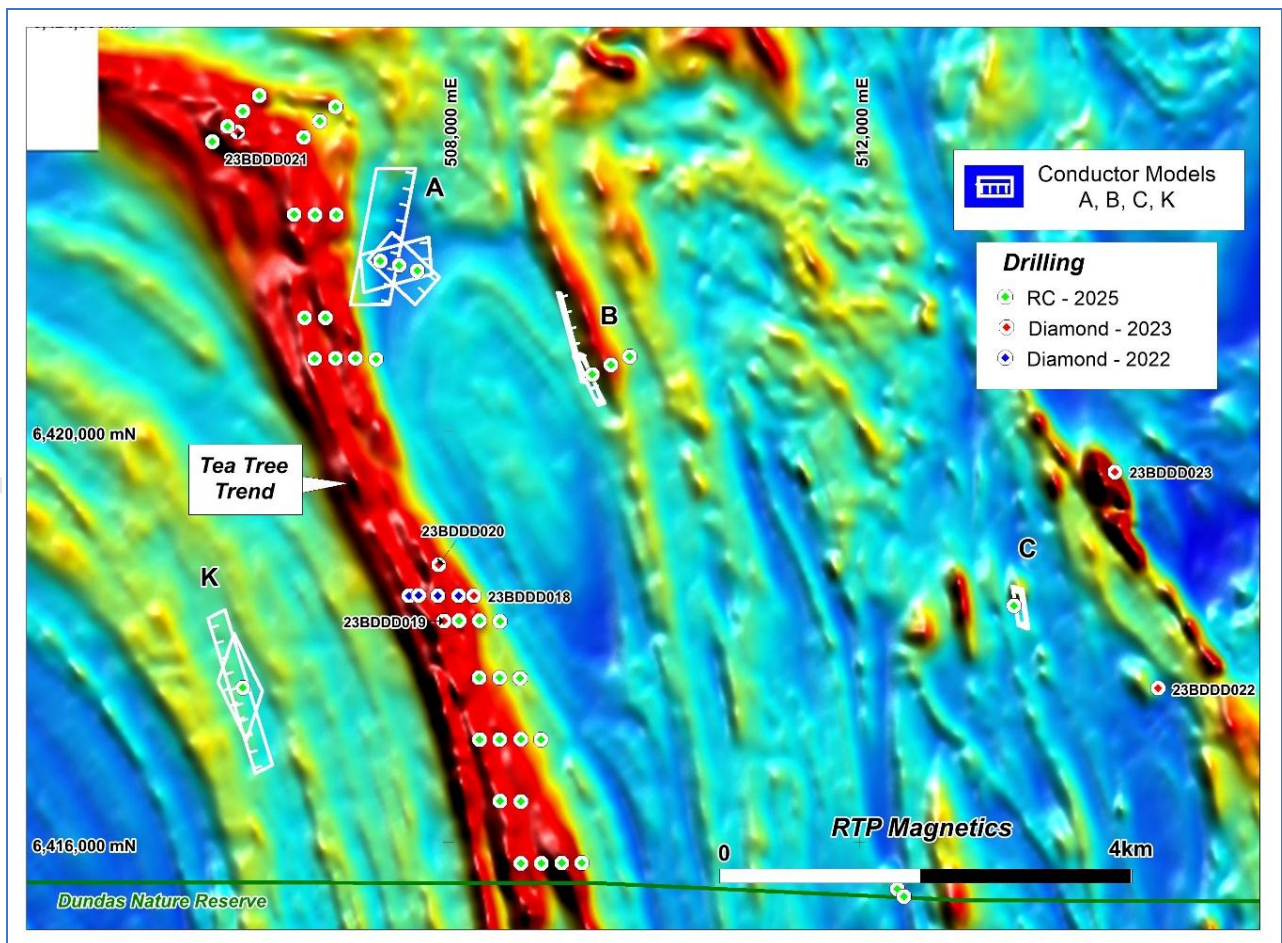 508,000 mE
512,000 mE
23BDDD021
A
Conductor Models
A, B, C, K
Drilling
RC - 2025
Diamond - 2023
Diamond - 2022
B
6,420,000 mN
Tea Tree
Trend
23BDDD023
23BDDD020
C
K
23BDDD018
23BDDD019
23BDDD022
RTP Magnetics
6,416,000 mN
0
4km
Dundas Nature Reserve